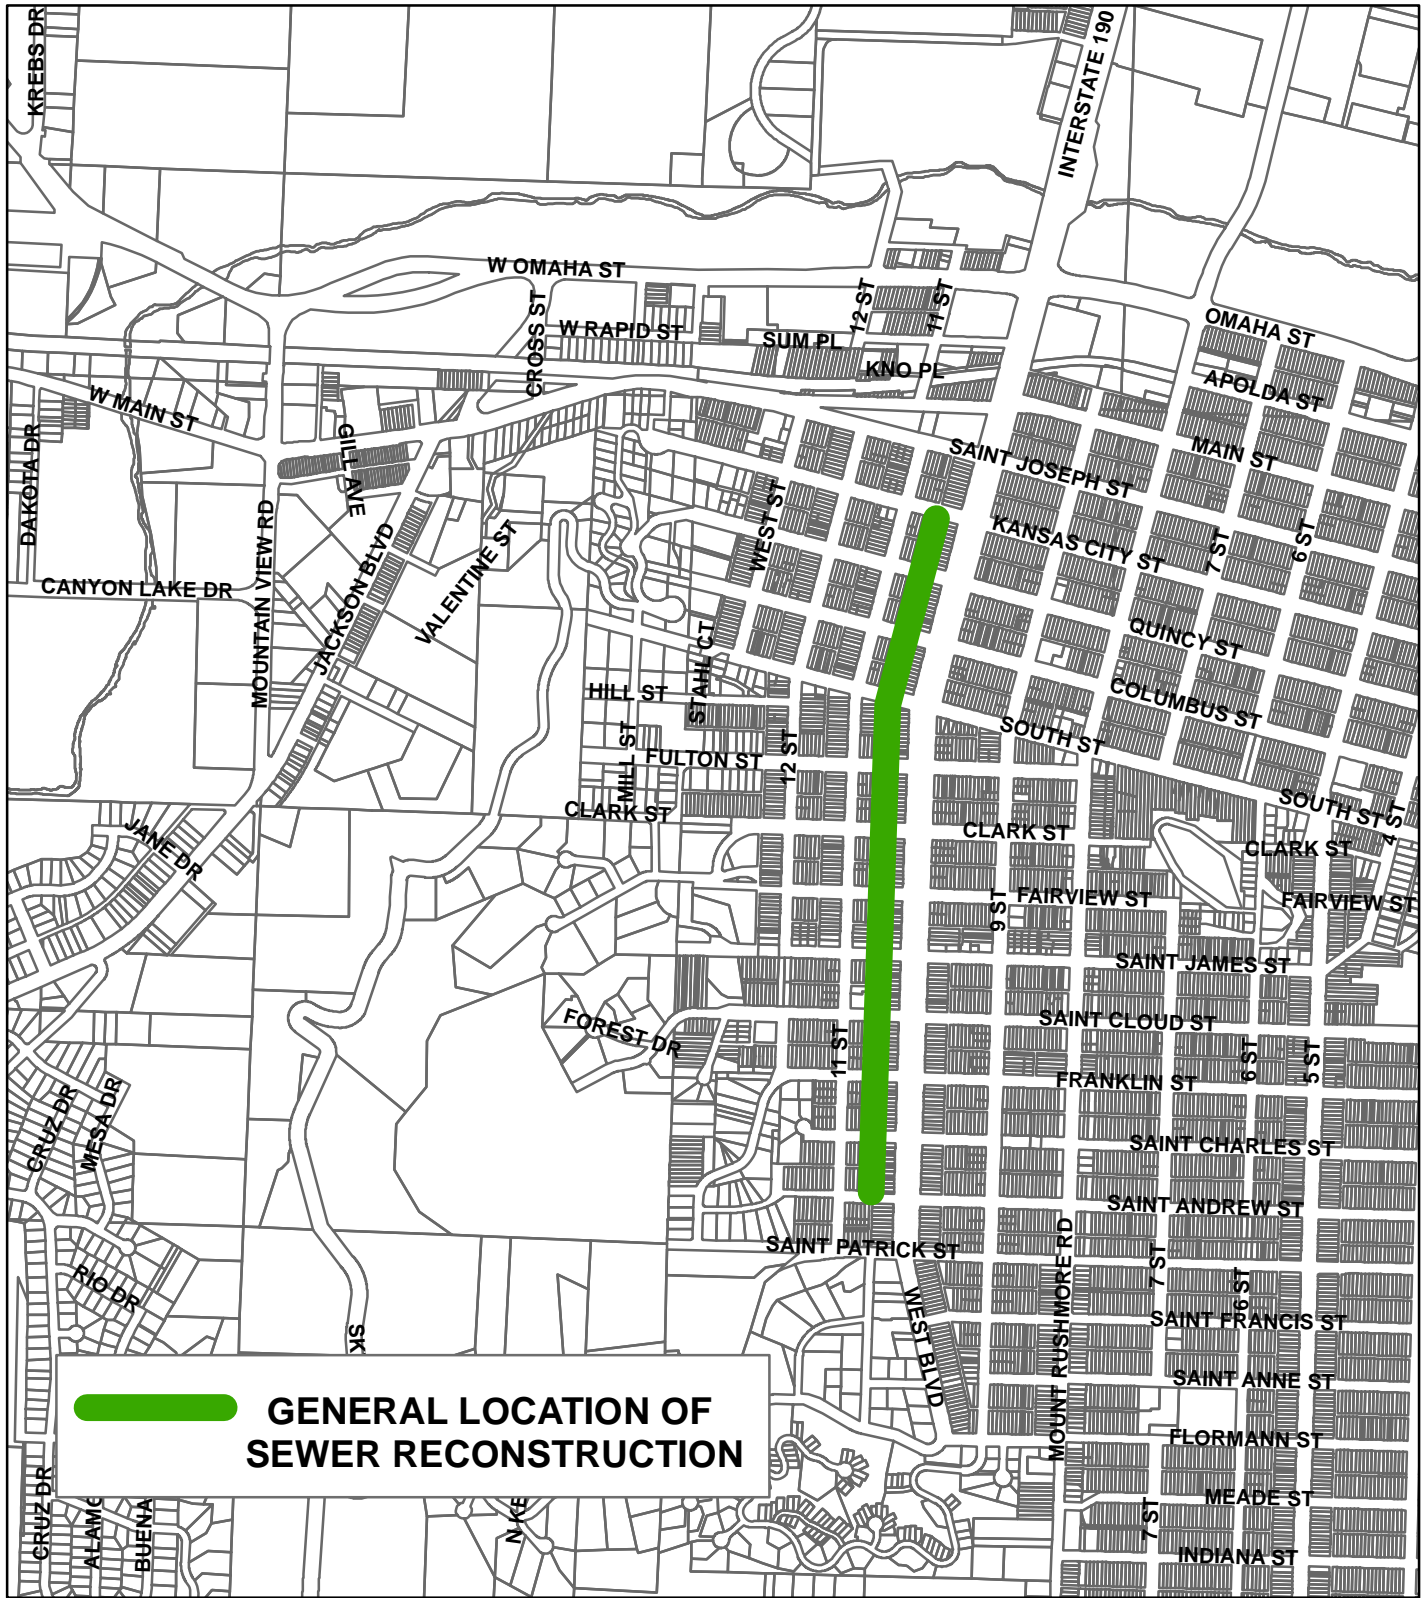 KREBS DR
INTERSTATE 190
W OMAHA ST
12 ST
11 ST
CROSS ST
W RAPID ST
SUM PL
OMAHA ST
KNO PL
APOLDA ST
W MAIN ST
GILL AVE
MAIN ST
DAKOTA DR
SAINT JOSEPH ST
WEST ST
KANSAS CITY ST
7 ST
6 ST
MOUNTAIN VIEW RD
JACKSON BLVD
VALENTINE ST
CANYON LAKE DR
QUINCY ST
STAHL CT
HILL ST
COLUMBUS ST
SOUTH ST
MILL ST
FULTON ST
12 ST
CLARK ST
SOUTH ST
4 ST
JANE DR
CLARK ST
CLARK ST
9 ST
FAIRVIEW ST
FAIRVIEW ST
SAINT JAMES ST
FOREST DR
11 ST
SAINT CLOUD ST
6 ST
5 ST
FRANKLIN ST
CRUZ DR
MESA DR
SAINT CHARLES ST
SAINT ANDREW ST
SAINT PATRICK ST
MOUNT RUSHMORE RD
7 ST
RIO DR
6 ST
WEST BLVD
SAINT FRANCIS ST
SK
SAINT ANNE ST
GENERAL LOCATION OF
SEWER RECONSTRUCTION
FLORMANN ST
CRUZ DR
ALAMO
BUENA
N KE
MEADE ST
7 ST
INDIANA ST